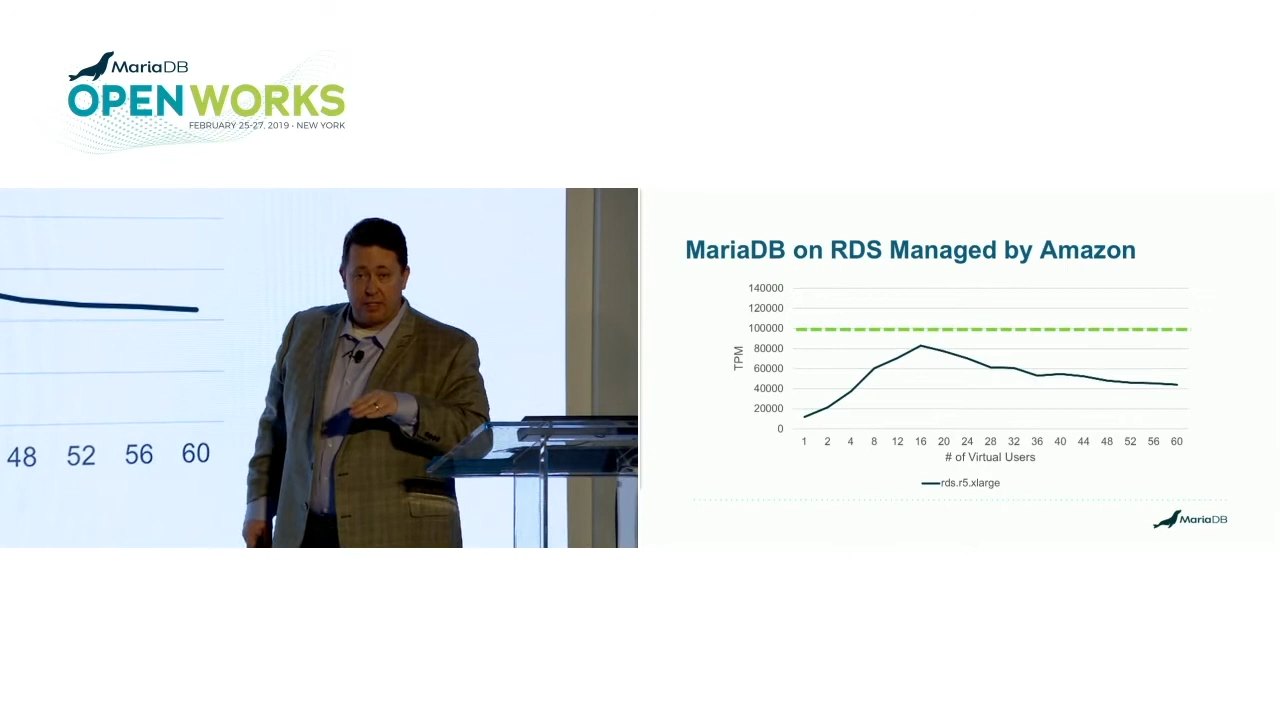 MariaDB
OPENWORKS
FEBRUARY 25-27, 2019 · NEW YORK
48 52 56 60
MariaDB on RDS Managed by Amazon
140000
120000
100000
80000
60000
40000
20000
0
TPM
1 2 4 8 12 16 20 24 28 32 36 40 44 48 52 56 60
# of Virtual Users
rds.r5.xlarge
MariaDB